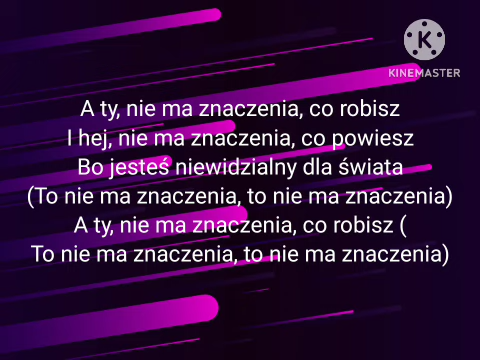 KINEMASTER
A ty, nie ma znaczenia, co robisz
I hej, nie ma znaczenia, co powiesz
Bo jesteś niewidzialny dla świata
(To nie ma znaczenia, to nie ma znaczenia)
A ty, nie ma znaczenia, co robisz (
To nie ma znaczenia, to nie ma znaczenia)